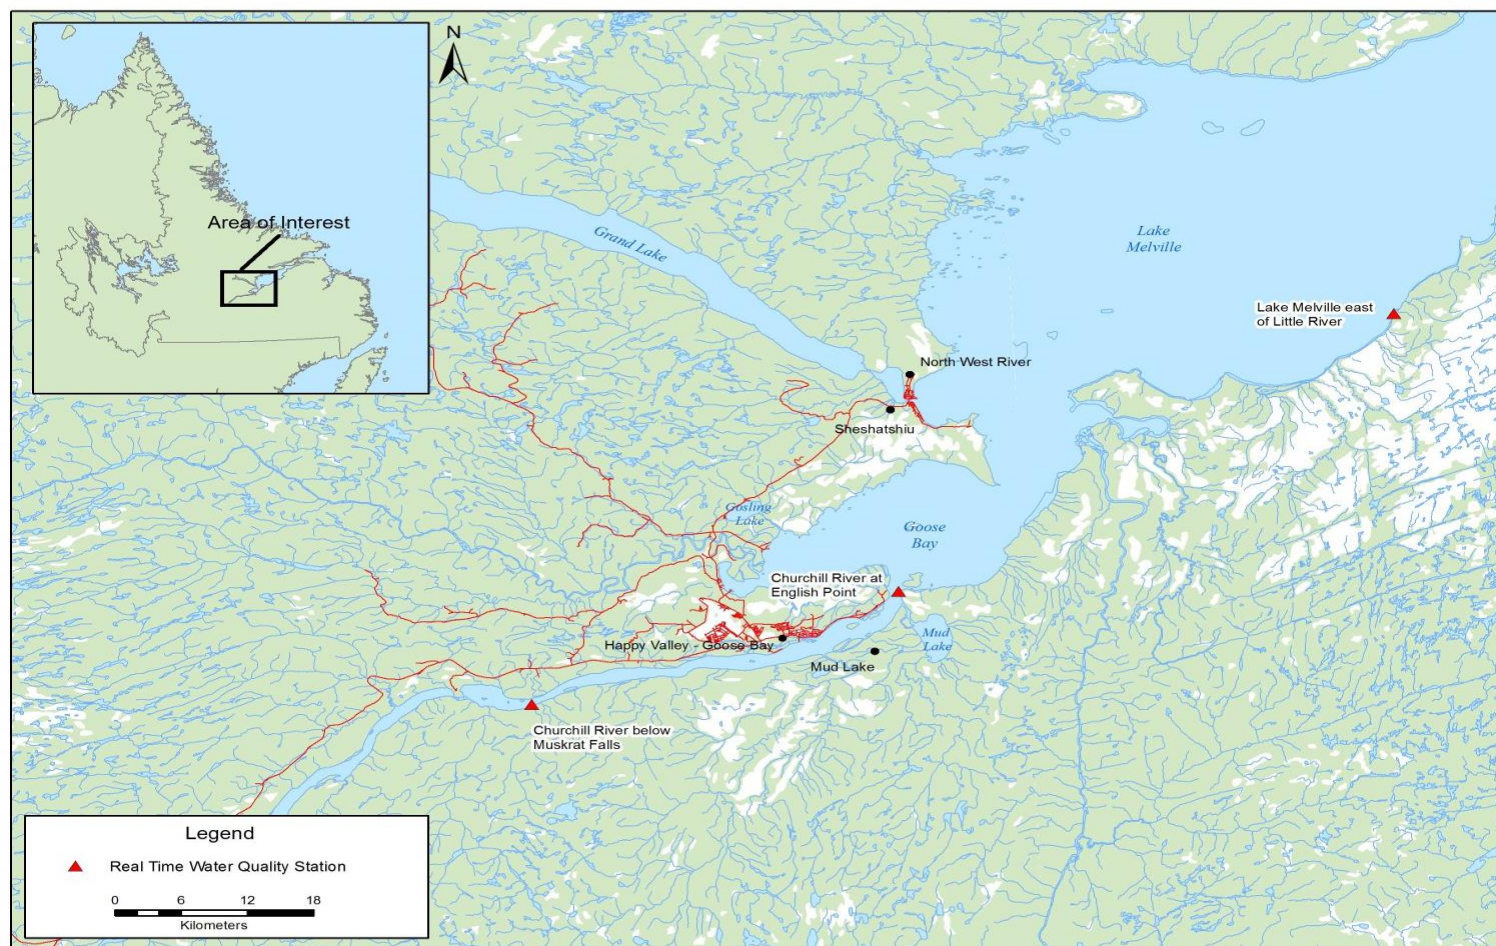 N
Area of Interest
Grand Lake
Lake
Melville
Lake Melville east
of Little River
North West River
Sheshatshiu
Gosling
Lake
Goose
Bay
Churchill River at
English Point
Mud
Lake
Happy Valley - Goose Bay
Mud Lake
Churchill River below
Muskrat Falls
Legend
Real Time Water Quality Station
0 6 12 18
Kilometers